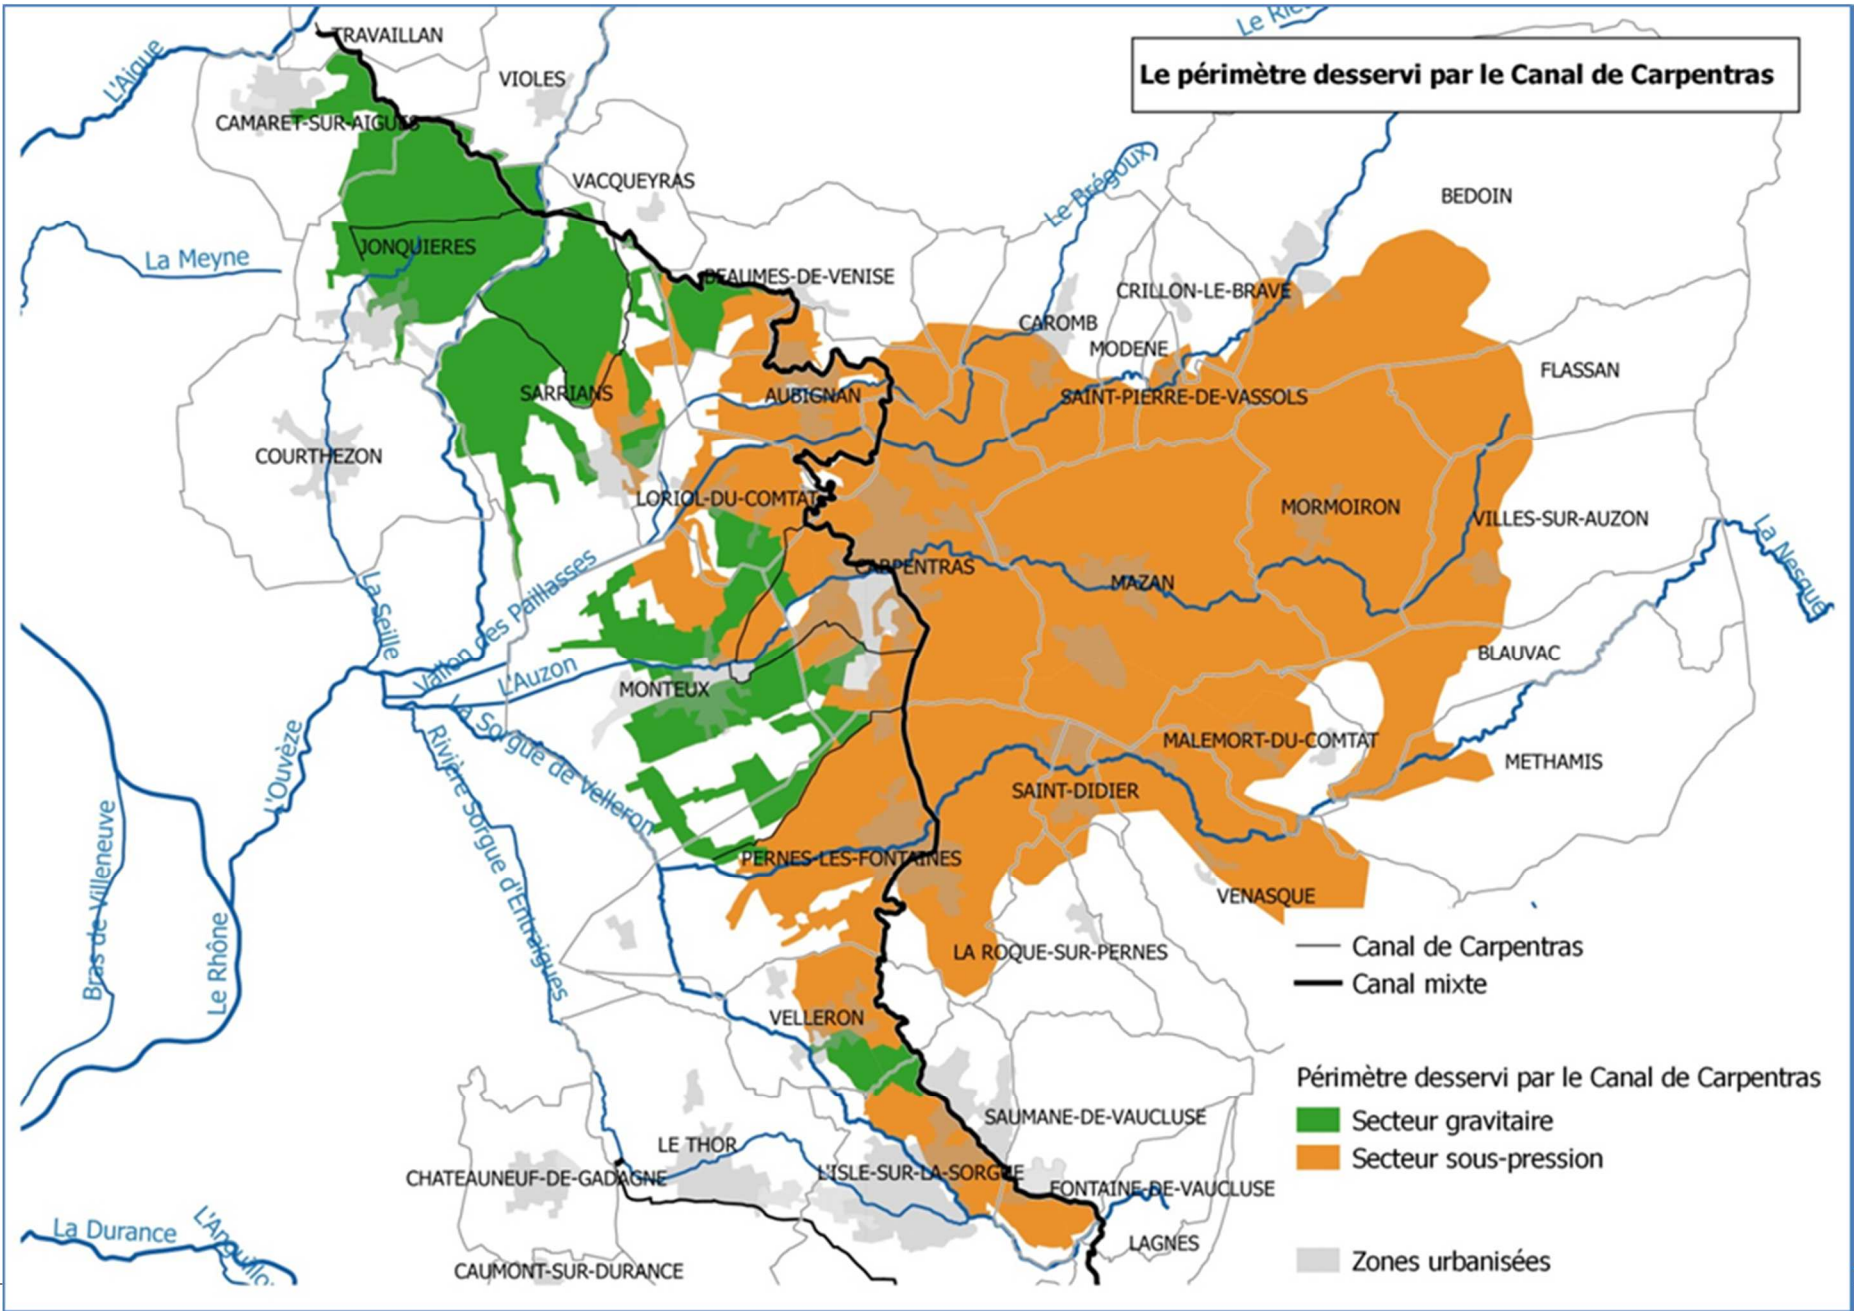 Le périmètre desservi par le Canal de Carpentras
TRAVAILLAN
L'Aigue
VIOLES
CAMARET-SUR-AIGUES
VACQUEYRAS
Le Brégoux
BEDOIN
JONQUIERES
La Meyne
BEAUMES-DE-VENISE
CRILLON-LE-BRAVE
CAROMB
MODENE
FLASSAN
SARRIANS
AUBIGNAN
SAINT-PIERRE-DE-VASSOLS
COURTHEZON
LORIOL-DU-COMTAT
MORMOIRON
VILLES-SUR-AUZON
La Nesque
CARPENTRAS
MAZAN
La Seille
Vallon des Paillasses
L'Auzon
MONTEUX
BLAUVAC
La Sorgue de Velleron
MALEMORT-DU-COMTAT
METHAMIS
L'Ouvèze
Rivière Sorgue d'Entraigues
SAINT-DIDIER
Bras de Villeneuve
PERNES-LES-FONTAINES
VENASQUE
Le Rhône
LA ROQUE-SUR-PERNES
VELLERON
SAUMANE-DE-VAUCLUSE
LE THOR
CHATEAUNEUF-DE-GADAGNE
L'ISLE-SUR-LA-SORGUE
FONTAINE-DE-VAUCLUSE
La Durance
LAGNES
CAUMONT-SUR-DURANCE
Canal de Carpentras
Canal mixte
Périmètre desservi par le Canal de Carpentras
Secteur gravitaire
Secteur sous-pression
Zones urbanisées